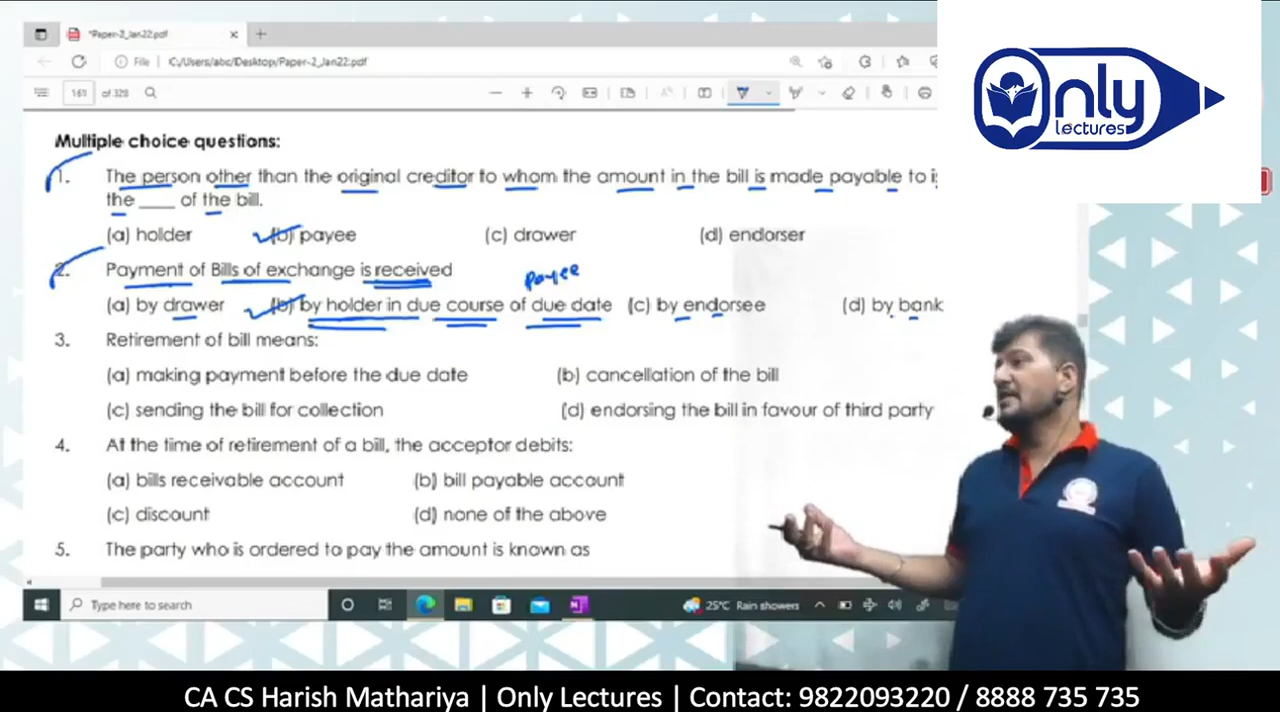 *Paper-2_Jan22.pdf
File C:/Users/abc/Desktop/Paper-2_Jan22.pdf
161 of 328
Only
lectures
Multiple choice questions:
1. The person other than the original creditor to whom the amount in the bill is made payable to is
the ____ of the bill.
(a) holder (b) payee (c) drawer (d) endorser
2. Payment of Bills of exchange is received
payee
(a) by drawer (b) by holder in due course of due date (c) by endorsee (d) by bank
3. Retirement of bill means:
(a) making payment before the due date (b) cancellation of the bill
(c) sending the bill for collection (d) endorsing the bill in favour of third party
4. At the time of retirement of a bill, the acceptor debits:
(a) bills receivable account (b) bill payable account
(c) discount (d) none of the above
5. The party who is ordered to pay the amount is known as
Type here to search
25°C Rain showers
CA CS Harish Mathariya | Only Lectures | Contact: 9822093220 / 8888 735 735